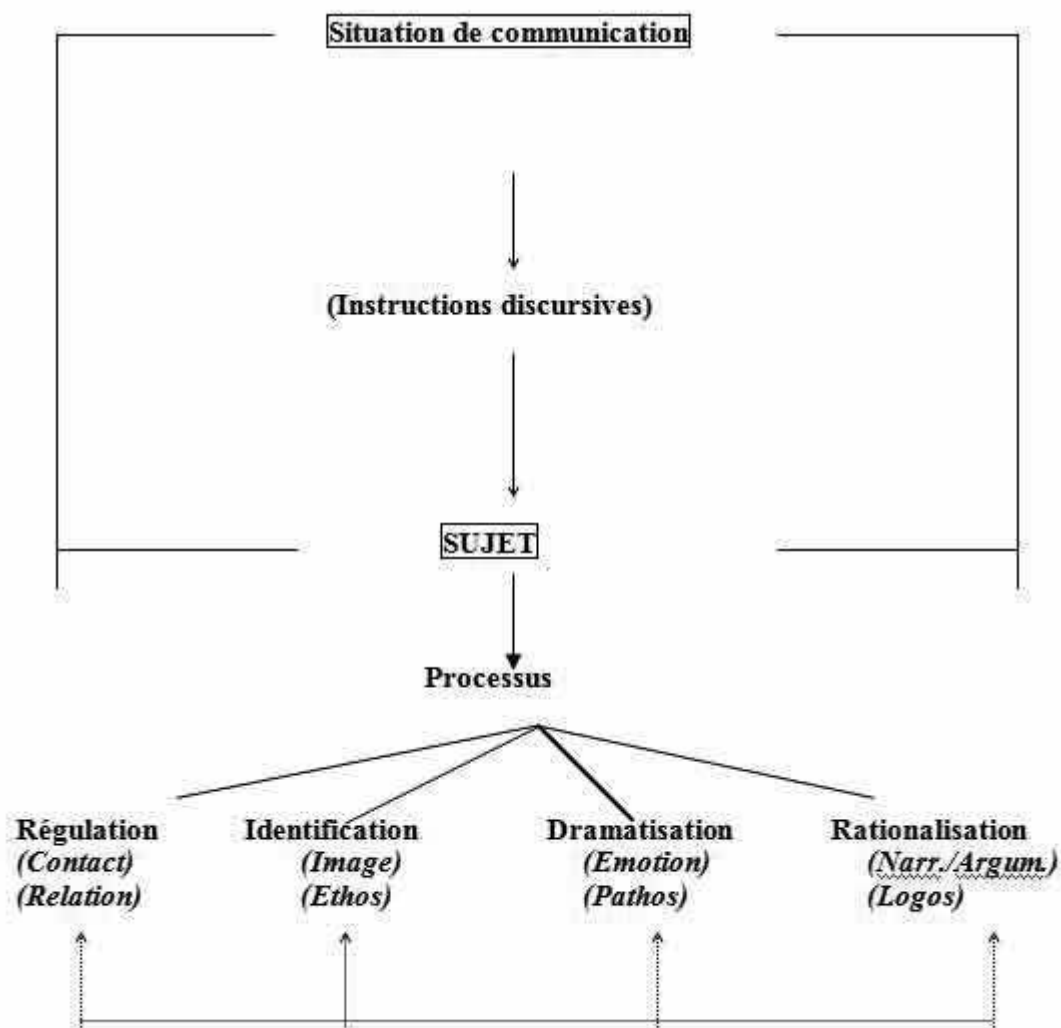 Situation de communication
(Instructions discursives)
SUJET
Processus
Régulation
(Contact)
(Relation)
Identification
(Image)
(Ethos)
Dramatisation
(Emotion)
(Pathos)
Rationalisation
(Narr./Argum.)
(Logos)